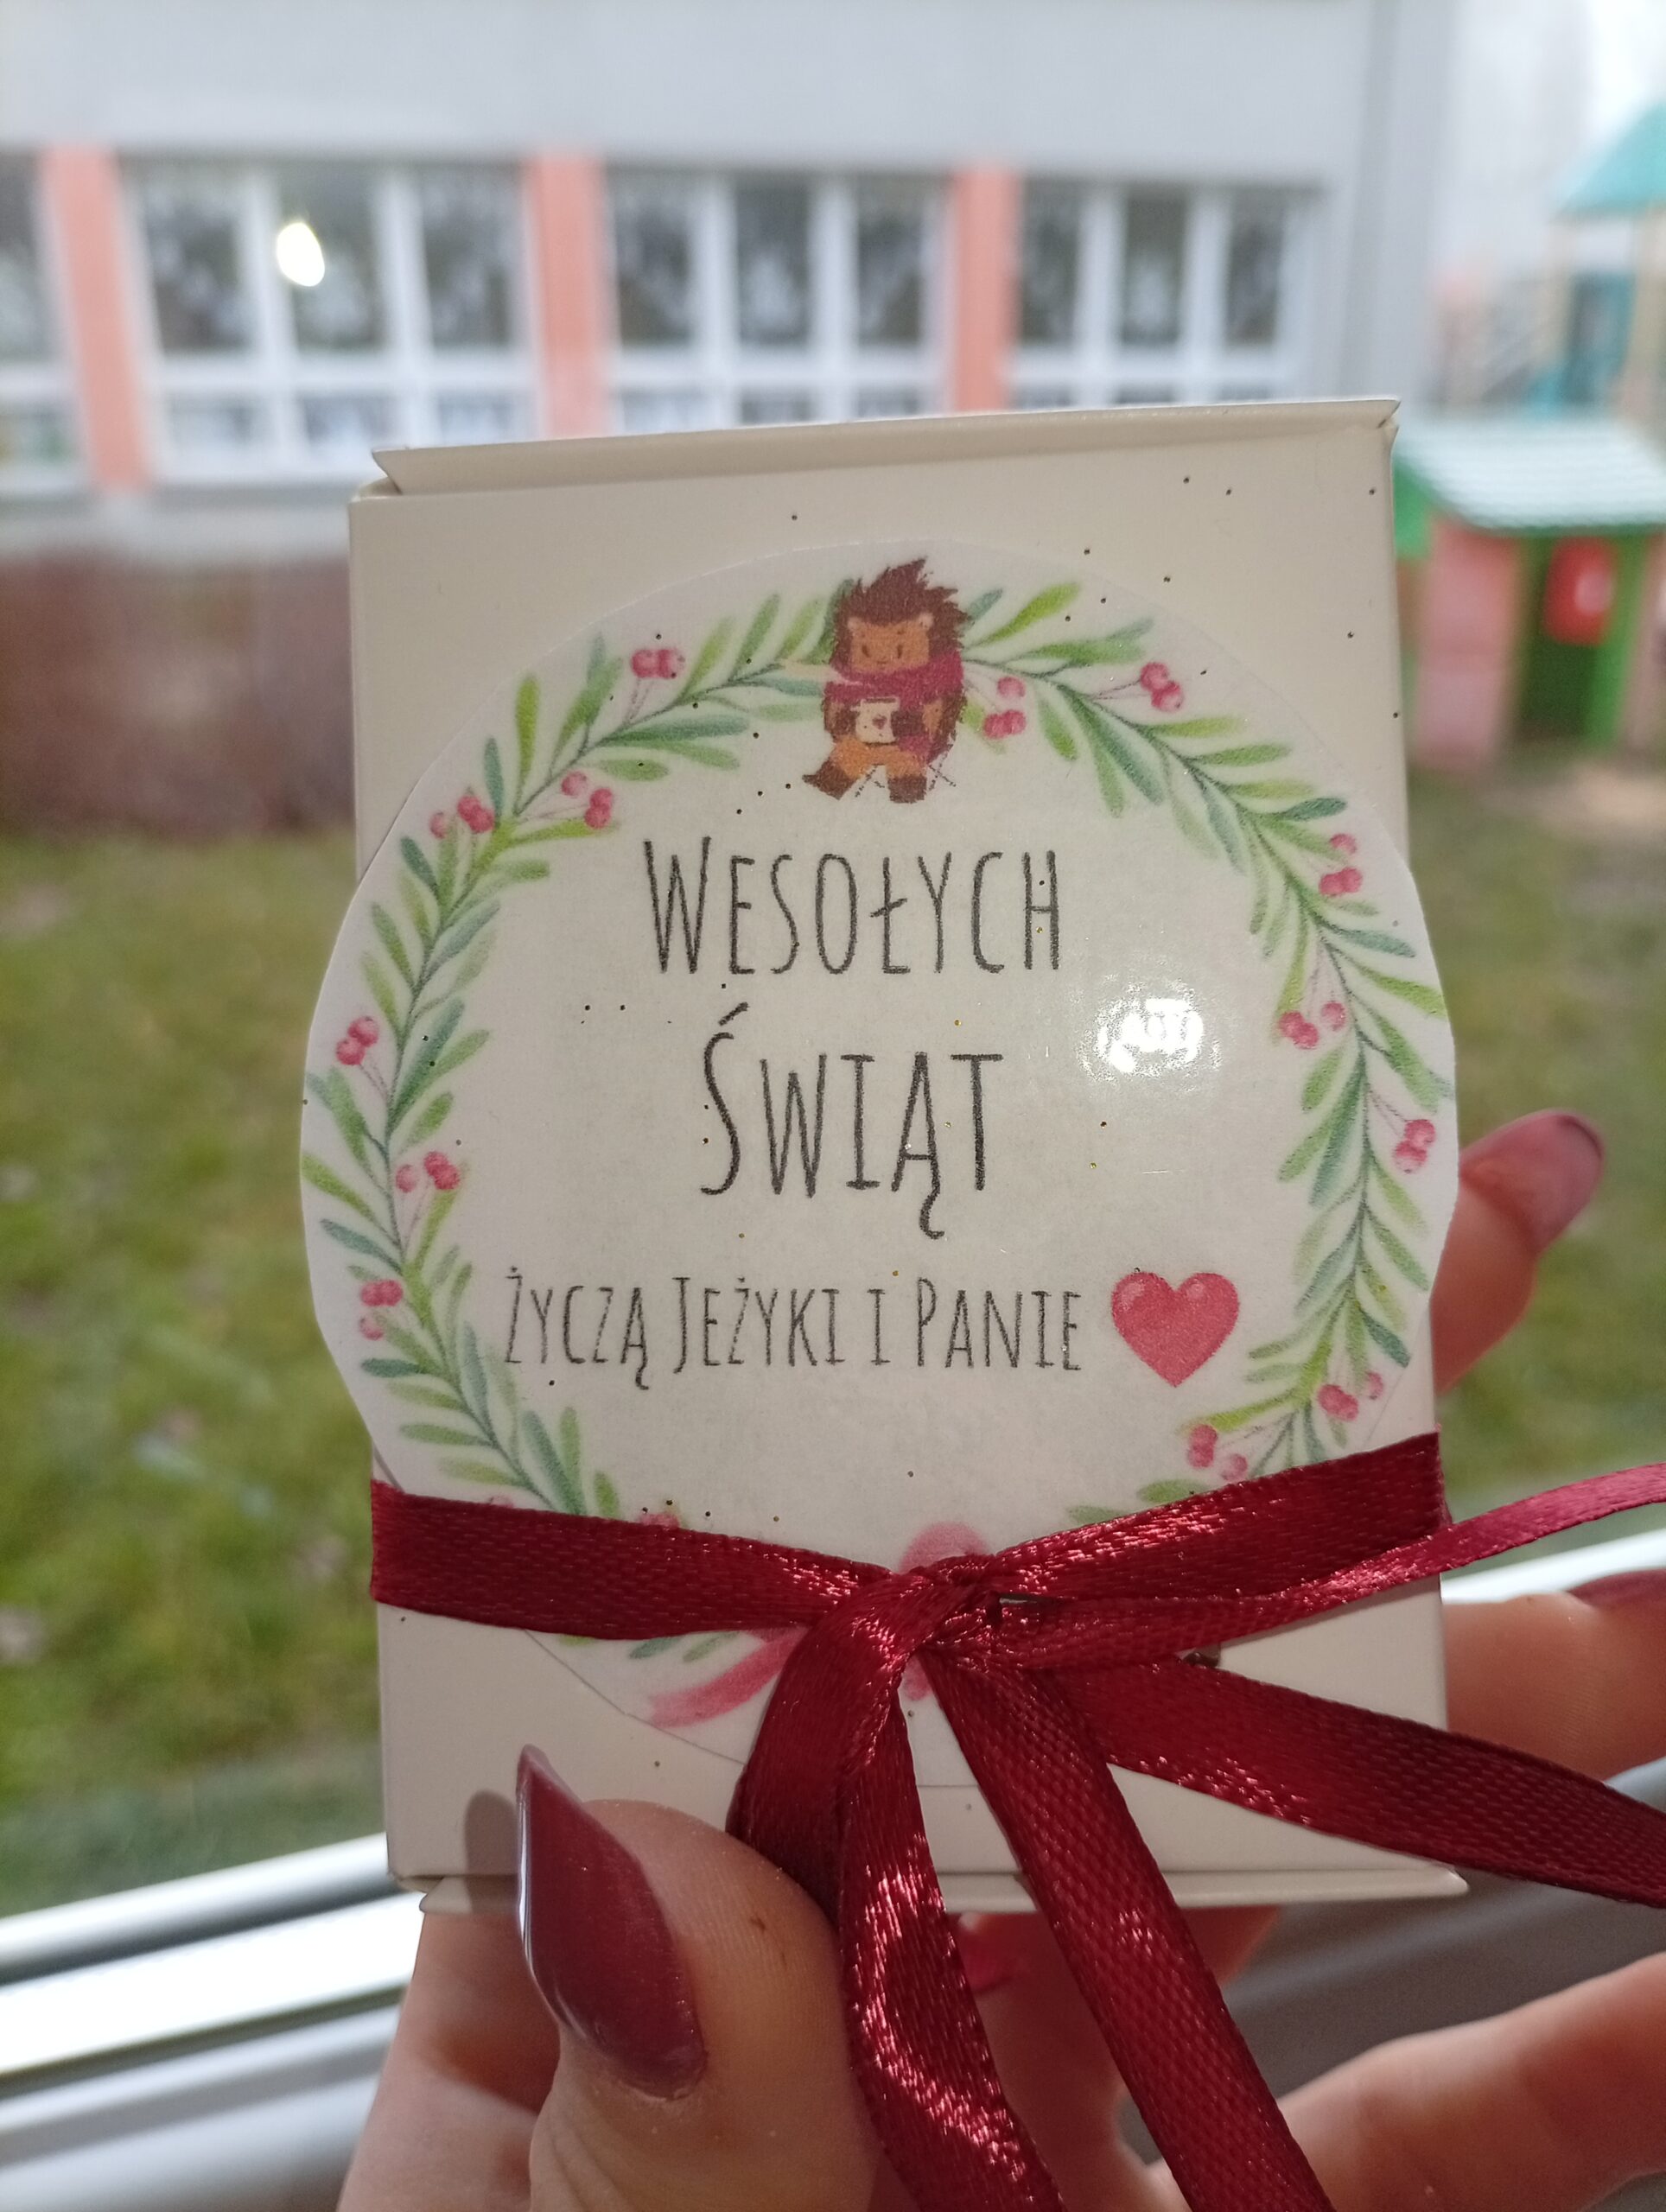 Wesołych
Świąt
Życzą Jeżyki i Panie